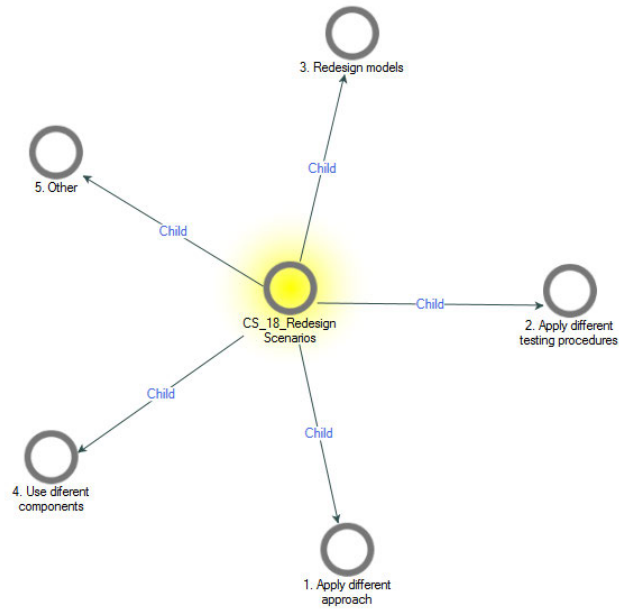 3. Redesign models
Child
5. Other
Child
CS_18_Redesign
Scenarios
Child
2. Apply different
testing procedures
Child
4. Use diferent
components
Child
1. Apply different
approach